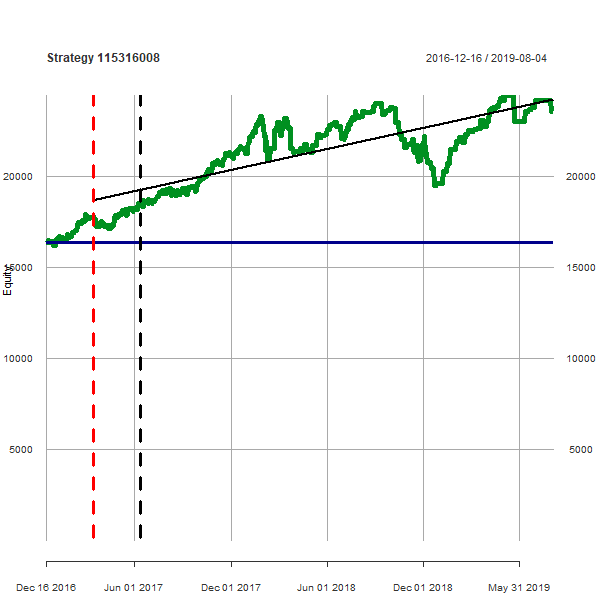 Strategy 115316008
2016-12-16 / 2019-08-04
20000 20000
15000 15000
Equity
10000 10000
5000 5000
Dec 16 2016 Jun 01 2017 Dec 01 2017 Jun 01 2018 Dec 01 2018 May 31 2019